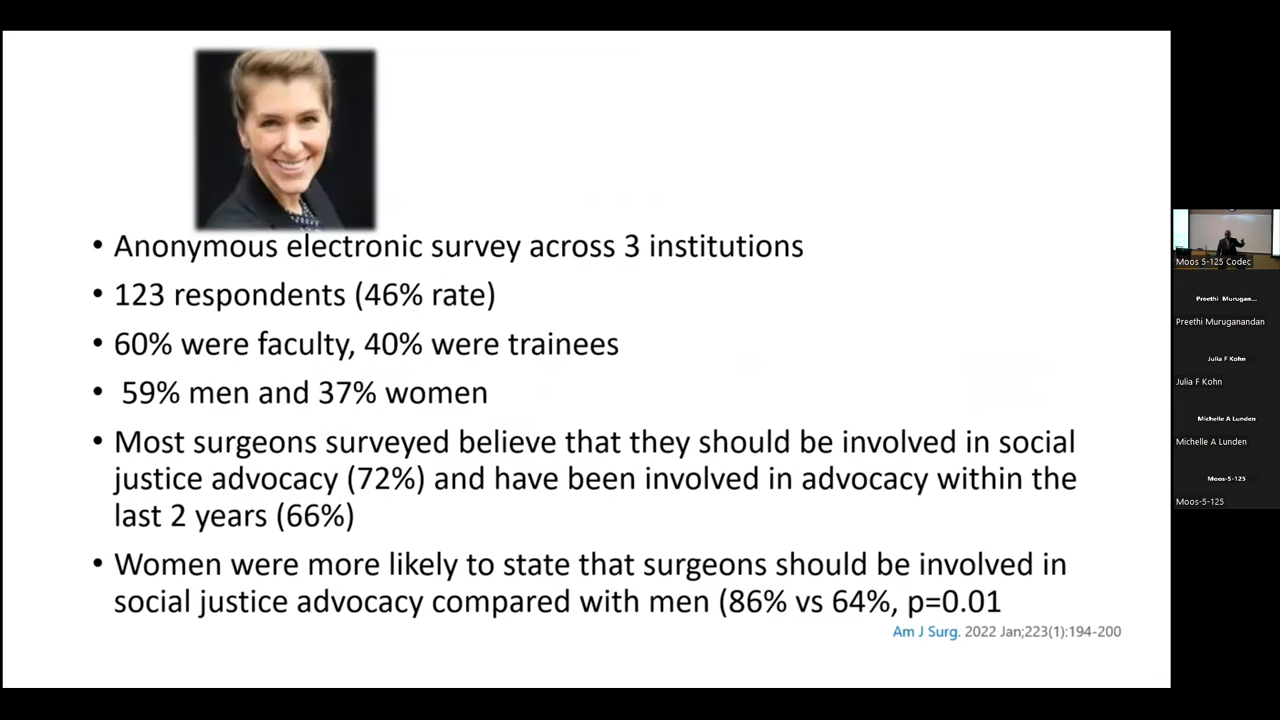 • Anonymous electronic survey across 3 institutions
• 123 respondents (46% rate)
• 60% were faculty, 40% were trainees
• 59% men and 37% women
• Most surgeons surveyed believe that they should be involved in social
justice advocacy (72%) and have been involved in advocacy within the
last 2 years (66%)
• Women were more likely to state that surgeons should be involved in
social justice advocacy compared with men (86% vs 64%, p=0.01
Am J Surg. 2022 Jan;223(1):194-200
Moos 5-125 Codec
Preethi Murugan...
Preethi Muruganandan
Julia F Kohn
Julia F Kohn
Michelle A Lunden
Michelle A Lunden
Moos-5-125
Moos-5-125